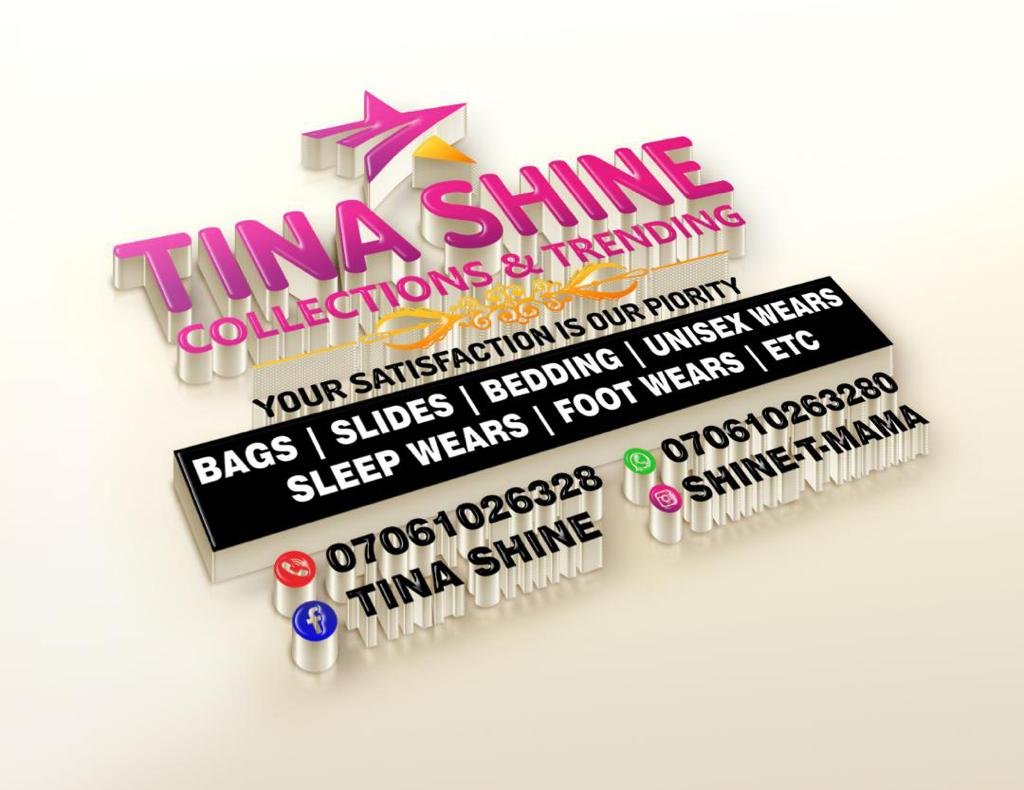 TINA SHINE
COLLECTIONS & TRENDING
YOUR SATISFACTION IS OUR PIORITY
BAGS | SLIDES | BEDDING | UNISEX WEARS
SLEEP WEARS | FOOT WEARS | ETC
07061026328
070610263280
TINA SHINE
SHINE-T-MAMA